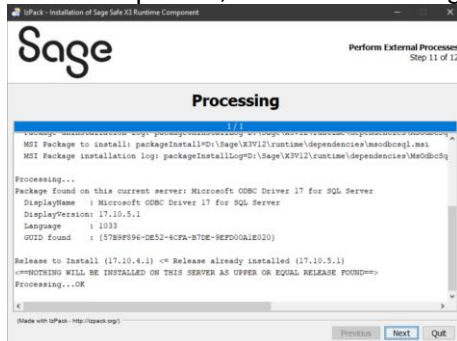 IzPack - Installation of Sage Safe X3 Runtime Component
Sage
Perform External Processes
Step 11 of 12
Processing
1/1
MSI Package to install: packageInstall=D:\Sage\X3V12\runtime\dependencies\msodbcsql.msi
MSI Package installation log: packageInstallLog=D:\Sage\X3V12\runtime\dependencies\MsOdbcSq
Processing...
Package found on this current server: Microsoft ODBC Driver 17 for SQL Server
DisplayName : Microsoft ODBC Driver 17 for SQL Server
DisplayVersion: 17.10.5.1
Language : 1033
GUID found : {57B9F896-DE52-4CFA-B7DE-9EFD00A1E020}
Release to Install (17.10.4.1) <= Release already installed (17.10.5.1)
<==NOTHING WILL BE INSTALLED ON THIS SERVER AS UPPER OR EQUAL RELEASE FOUND==>
Processing...OK
(Made with IzPack - http://izpack.org/)
Previous Next Quit